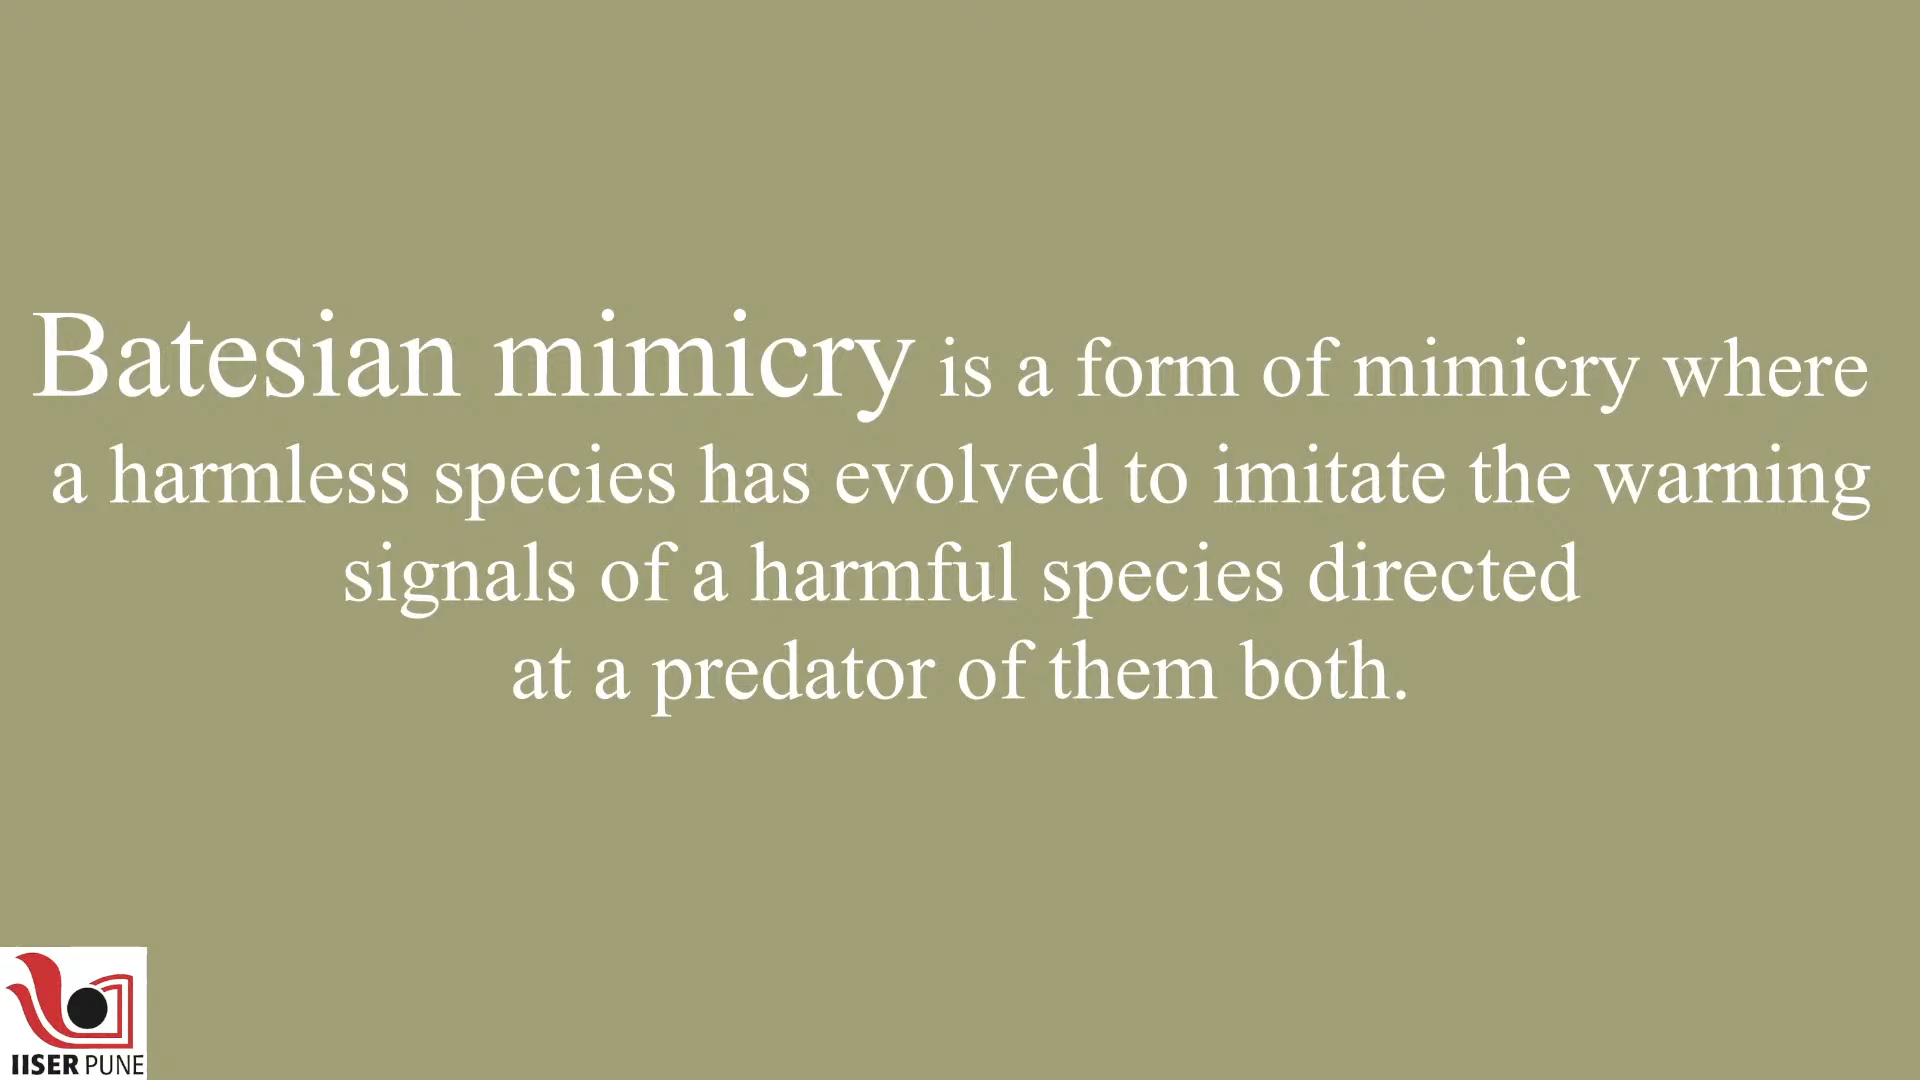 Batesian mimicry is a form of mimicry where
a harmless species has evolved to imitate the warning
signals of a harmful species directed
at a predator of them both.
IISER PUNE